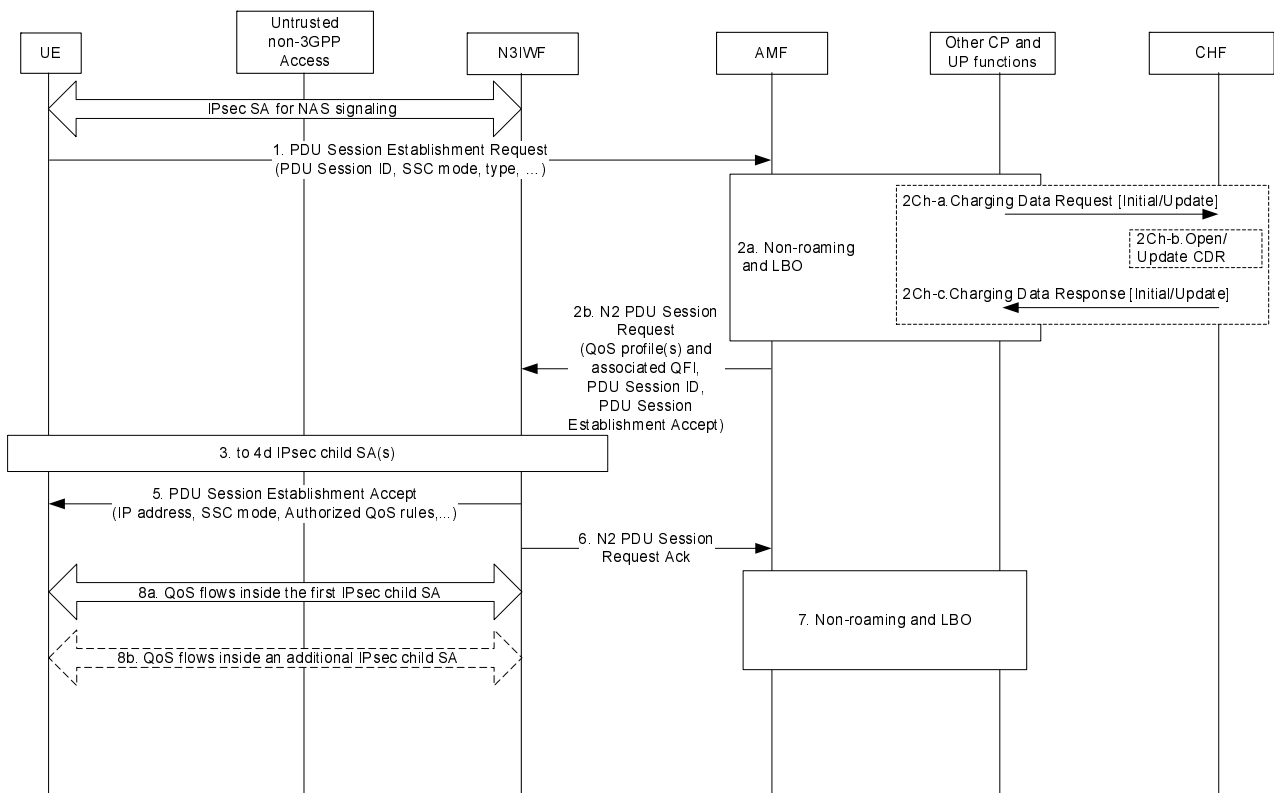 UE
Untrusted
non-3GPP
Access
N3IWF
AMF
Other CP and
UP functions
CHF
IPsec SA for NAS signaling
1. PDU Session Establishment Request
(PDU Session ID, SSC mode, type, ...)
2a. Non-roaming
and LBO
2Ch-a.Charging Data Request [Initial/Update]
2Ch-b.Open/
Update CDR
2Ch-c.Charging Data Response [Initial/Update]
2b. N2 PDU Session
Request
(QoS profile(s) and
associated QFI,
PDU Session ID,
PDU Session
Establishment Accept)
3. to 4d IPsec child SA(s)
5. PDU Session Establishment Accept
(IP address, SSC mode, Authorized QoS rules,...)
6. N2 PDU Session
Request Ack
8a. QoS flows inside the first IPsec child SA
7. Non-roaming and LBO
8b. QoS flows inside an additional IPsec child SA